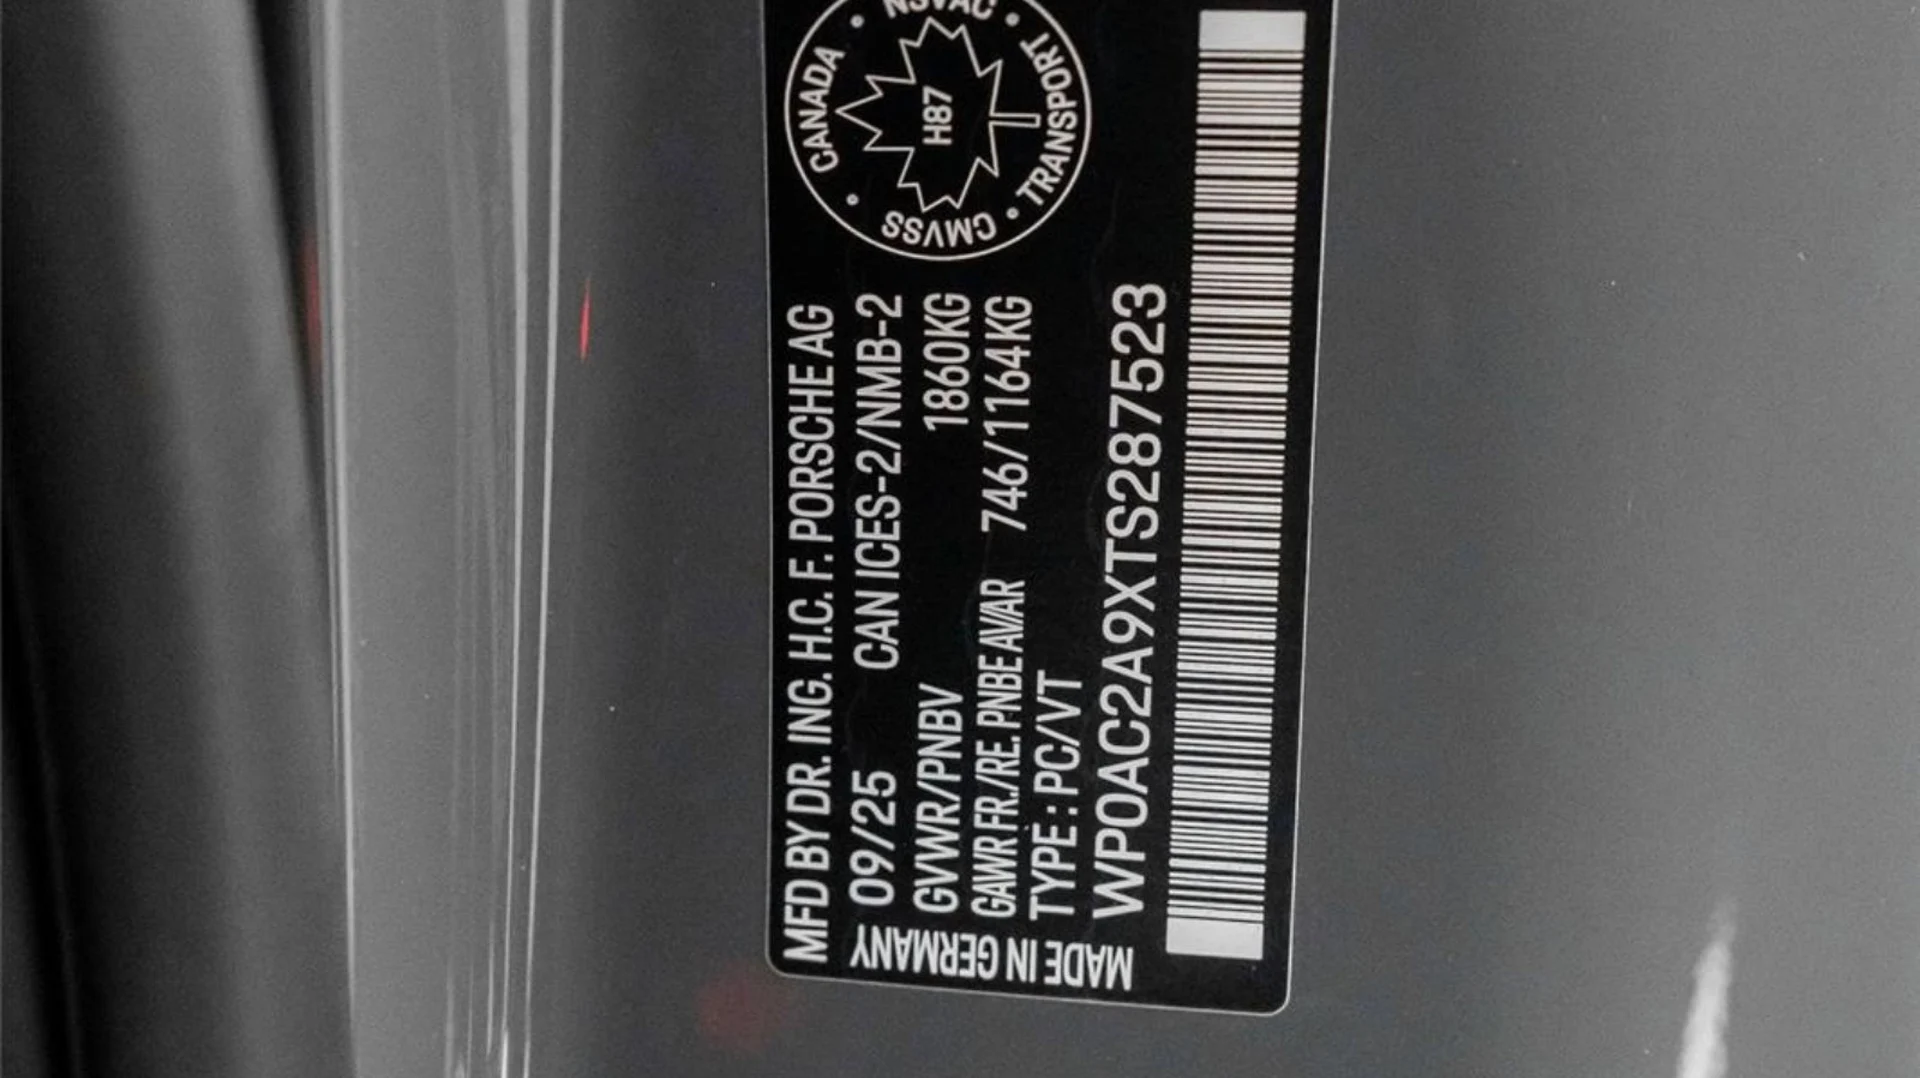 MFD BY DR. ING. H.C. F. PORSCHE AG
09/25 CAN ICES-2/NMB-2
GVWR/PNBV 1860KG
GAWR FR./RE. PNBE AV/AR 746/1164KG
TYPE : PC/VT
WP0AC2A9XTS287523
MADE IN GERMANY
CANADA
NSVAC
TRANSPORT
CMVSS
H87